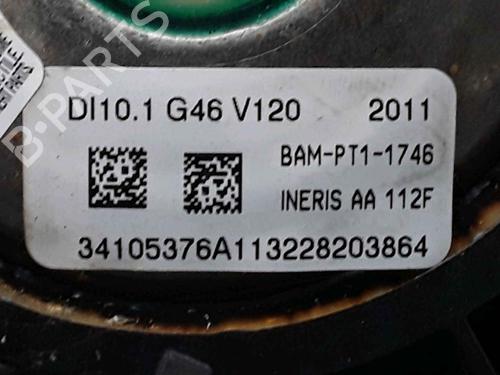 DI10.1 G46 V120 2011
BAM-PT1-1746
INERIS AA 112F
34105376A113228203864
B-PARTS